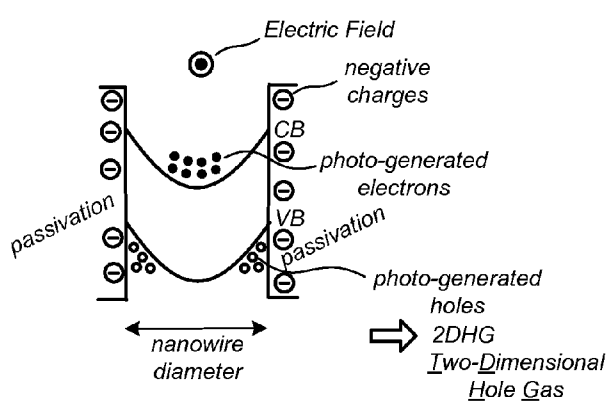 Electric Field
negative
charges
CB
photo-generated
electrons
passivation
VB
passivation
photo-generated
holes
2DHG
Two-Dimensional
Hole Gas
nanowire
diameter